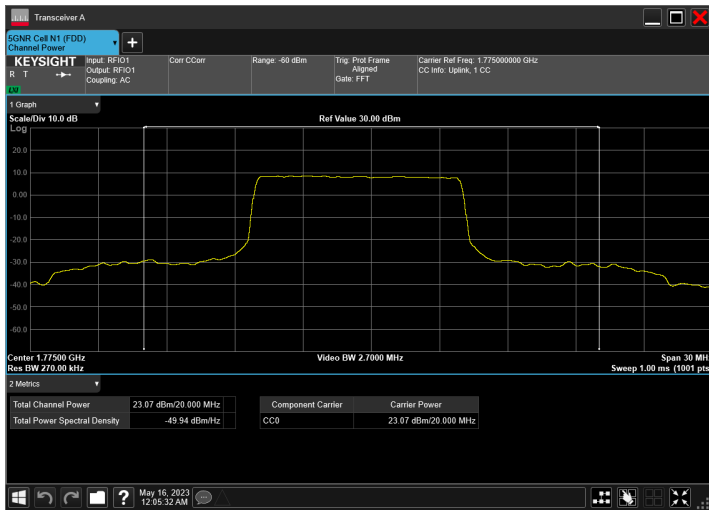 Transceiver A
5GNR Cell N1 (FDD)
Channel Power
KEYSIGHT
R T
LXI
Input: RFIO1
Output: RFIO1
Coupling: AC
Corr CCorr
Range: -60 dBm
Trig: Prot Frame
Aligned
Gate: FFT
Carrier Ref Freq: 1.775000000 GHz
CC Info: Uplink, 1 CC
1 Graph
Scale/Div 10.0 dB
Ref Value 30.00 dBm
Log
20.0
10.0
0.00
-10.0
-20.0
-30.0
-40.0
-50.0
-60.0
Center 1.77500 GHz
Video BW 2.7000 MHz
Span 30 MH
Res BW 270.00 kHz
Sweep 1.00 ms (1001 pts
2 Metrics
Total Channel Power 23.07 dBm/20.000 MHz
Total Power Spectral Density -49.94 dBm/Hz
Component Carrier Carrier Power
CC0 23.07 dBm/20.000 MHz
May 16, 2023
12:05:32 AM